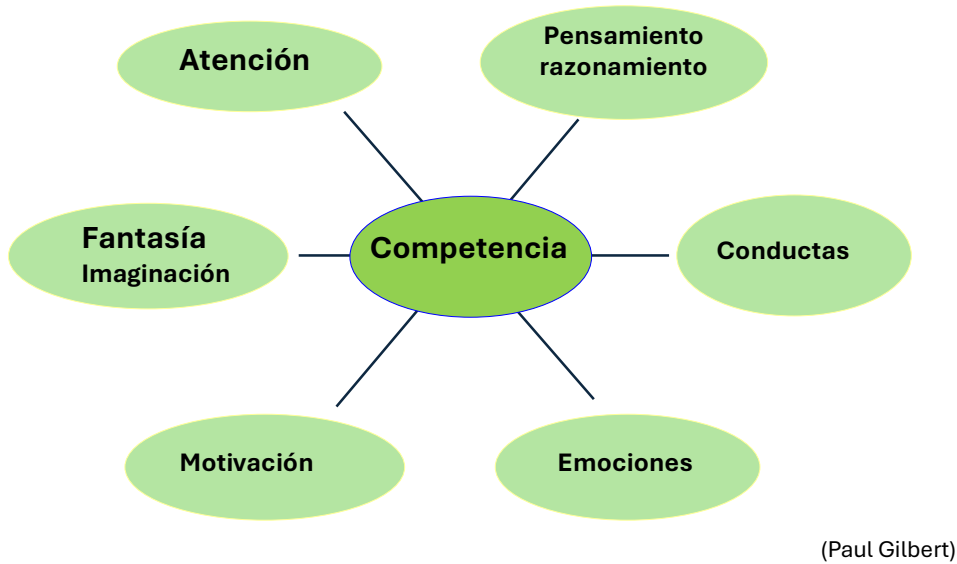 Atención
Pensamiento
razonamiento
Fantasía
Imaginación
Competencia
Conductas
Motivación
Emociones
(Paul Gilbert)